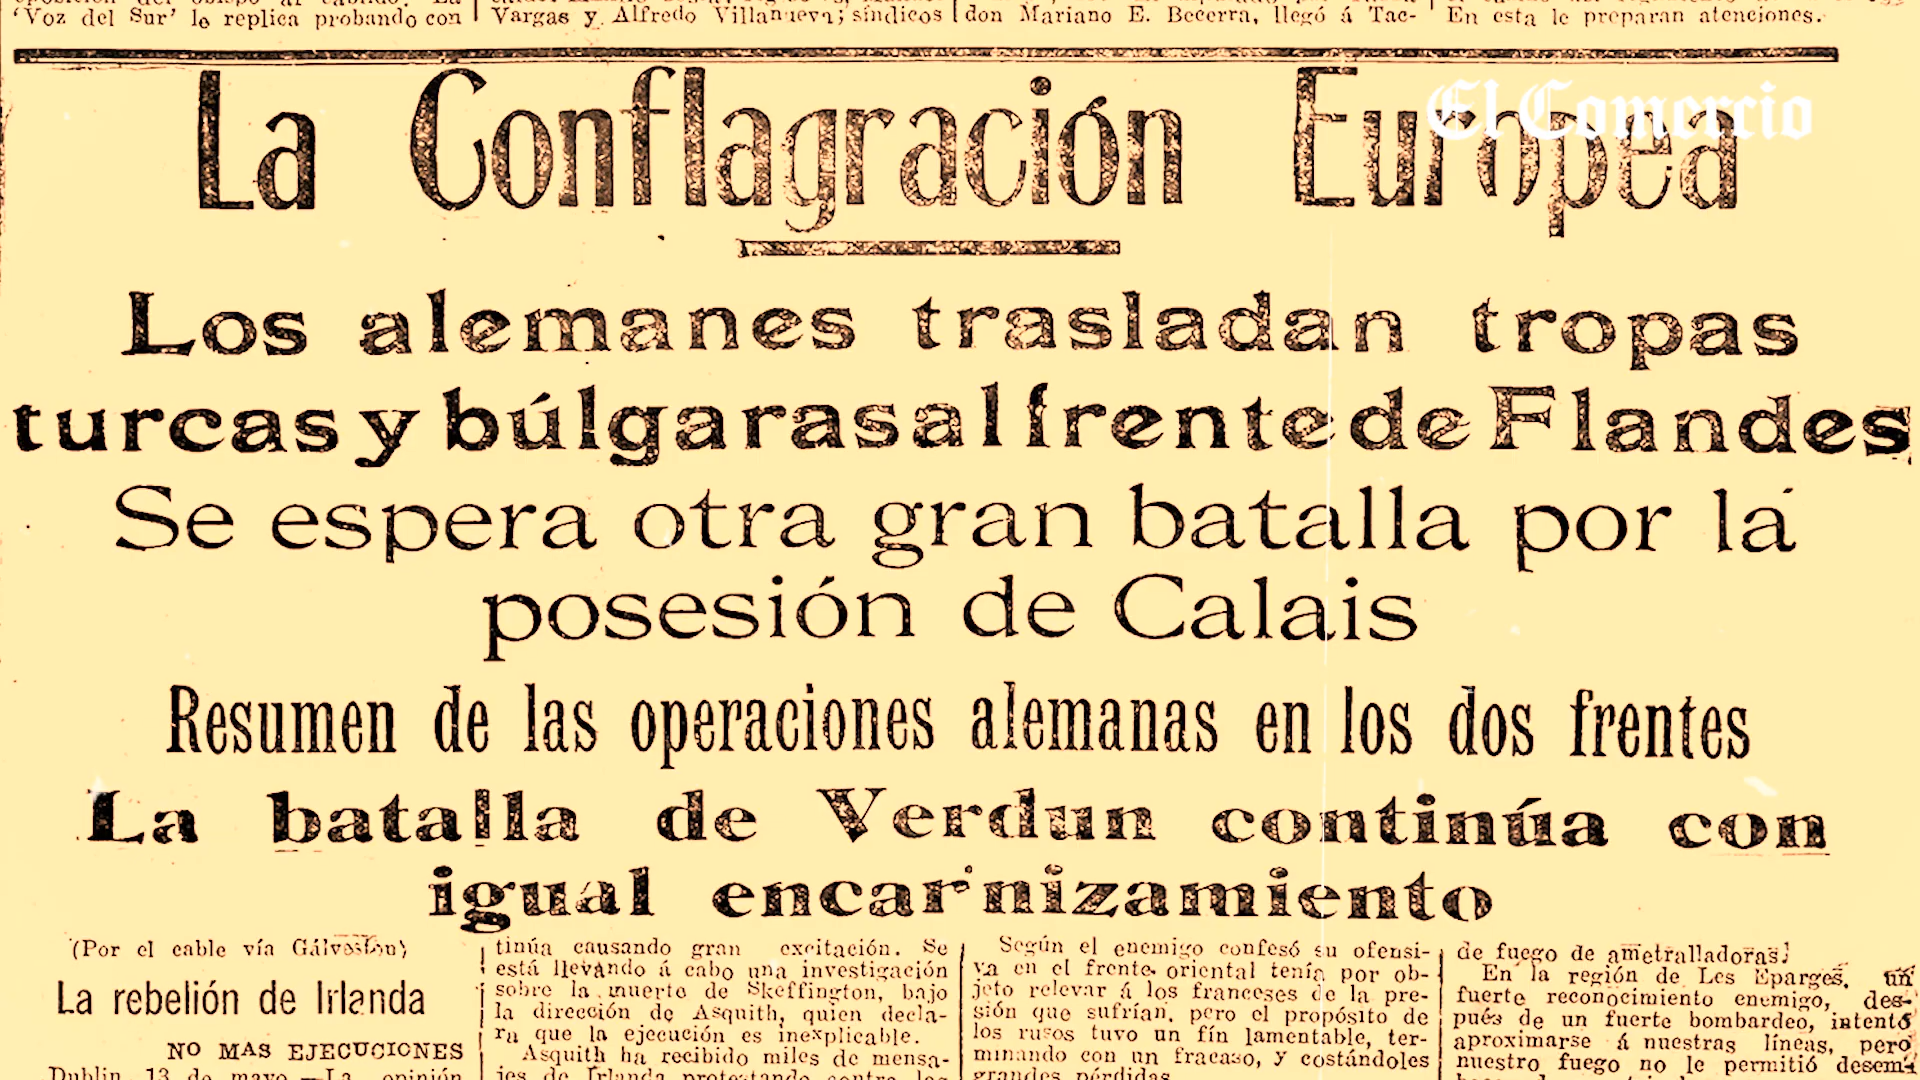 'Voz del Sur' le replica probando con
Vargas y Alfredo Villanueva; síndicos
don Mariano E. Becerra, llegó á Tac-
En esta le preparan atenciones.
El Comercio
La Conflagración Europea
Los alemanes trasladan tropas
turcas y búlgaras al frente de Flandes
Se espera otra gran batalla por la
posesión de Calais
Resumen de las operaciones alemanas en los dos frentes
La batalla de Verdun continúa con
igual encarnizamiento
(Por el cable vía Gálveston)
La rebelión de Irlanda
NO MAS EJECUCIONES
Dublin, 13 de mayo.—La opinión
tinúa causando gran excitación. Se
está llevando á cabo una investigación
sobre la muerte de Skeffington, bajo
la dirección de Asquith, quien decla-
ra que la ejecución es inexplicable.
Asquith ha recibido miles de mensa-
jes de Irlanda protestando contra los
Según el enemigo confesó su ofensi-
va en el frente oriental tenía por ob-
jeto relevar á los franceses de la pre-
sión que sufrían, pero el propósito de
los rusos tuvo un fín lamentable, ter-
minando con un fracaso, y costándoles
grandes pérdidas
de fuego de ametralladoras.
En la región de Les Eparges, un
fuerte reconocimiento enemigo, des-
pués de un fuerte bombardeo, intentó
aproximarse á nuestras líneas, pero
nuestro fuego no le permitió desem-